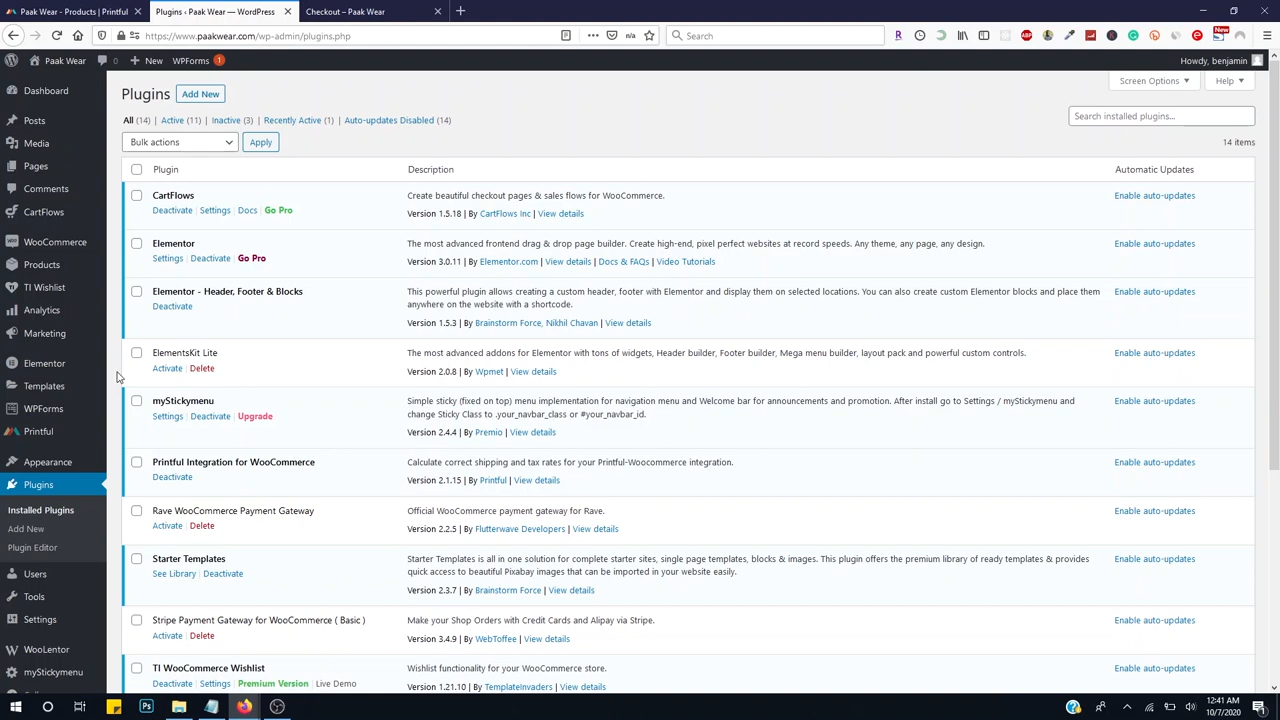 Paak Wear - Products | Printful
Plugins ‹ Paak Wear — WordPress
Checkout – Paak Wear
https://www.paakwear.com/wp-admin/plugins.php
n/a
Search
ABP
New
Paak Wear
0
New
WPForms 1
Howdy, benjamin
Dashboard
Posts
Media
Pages
Comments
CartFlows
WooCommerce
Products
TI Wishlist
Analytics
Marketing
Elementor
Templates
WPForms
Printful
Appearance
Plugins
Installed Plugins
Add New
Plugin Editor
Users
Tools
Settings
WooLentor
myStickymenu
Screen Options
Help
Plugins
Add New
All (14) | Active (11) | Inactive (3) | Recently Active (1) | Auto-updates Disabled (14)
Search installed plugins...
Bulk actions
Apply
14 items
Plugin Description Automatic Updates
CartFlows
Deactivate | Settings | Docs | Go Pro
Create beautiful checkout pages & sales flows for WooCommerce.
Version 1.5.18 | By CartFlows Inc | View details
Enable auto-updates
Elementor
Settings | Deactivate | Go Pro
The most advanced frontend drag & drop page builder. Create high-end, pixel perfect websites at record speeds. Any theme, any page, any design.
Version 3.0.11 | By Elementor.com | View details | Docs & FAQs | Video Tutorials
Enable auto-updates
Elementor - Header, Footer & Blocks
Deactivate
This powerful plugin allows creating a custom header, footer with Elementor and display them on selected locations. You can also create custom Elementor blocks and place them
anywhere on the website with a shortcode.
Version 1.5.3 | By Brainstorm Force, Nikhil Chavan | View details
Enable auto-updates
ElementsKit Lite
Activate | Delete
The most advanced addons for Elementor with tons of widgets, Header builder, Footer builder, Mega menu builder, layout pack and powerful custom controls.
Version 2.0.8 | By Wpmet | View details
Enable auto-updates
myStickymenu
Settings | Deactivate | Upgrade
Simple sticky (fixed on top) menu implementation for navigation menu and Welcome bar for announcements and promotion. After install go to Settings / myStickymenu and
change Sticky Class to .your_navbar_class or #your_navbar_id.
Version 2.4.4 | By Premio | View details
Enable auto-updates
Printful Integration for WooCommerce
Deactivate
Calculate correct shipping and tax rates for your Printful-Woocommerce integration.
Version 2.1.15 | By Printful | View details
Enable auto-updates
Rave WooCommerce Payment Gateway
Activate | Delete
Official WooCommerce payment gateway for Rave.
Version 2.2.5 | By Flutterwave Developers | View details
Enable auto-updates
Starter Templates
See Library | Deactivate
Starter Templates is all in one solution for complete starter sites, single page templates, blocks & images. This plugin offers the premium library of ready templates & provides
quick access to beautiful Pixabay images that can be imported in your website easily.
Version 2.3.7 | By Brainstorm Force | View details
Enable auto-updates
Stripe Payment Gateway for WooCommerce ( Basic )
Activate | Delete
Make your Shop Orders with Credit Cards and Alipay via Stripe.
Version 3.4.9 | By WebToffee | View details
Enable auto-updates
TI WooCommerce Wishlist
Deactivate | Settings | Premium Version | Live Demo
Wishlist functionality for your WooCommerce store.
Version 1.21.10 | By TemplateInvaders | View details
Enable auto-updates
Ps
12:41 AM
10/7/2020